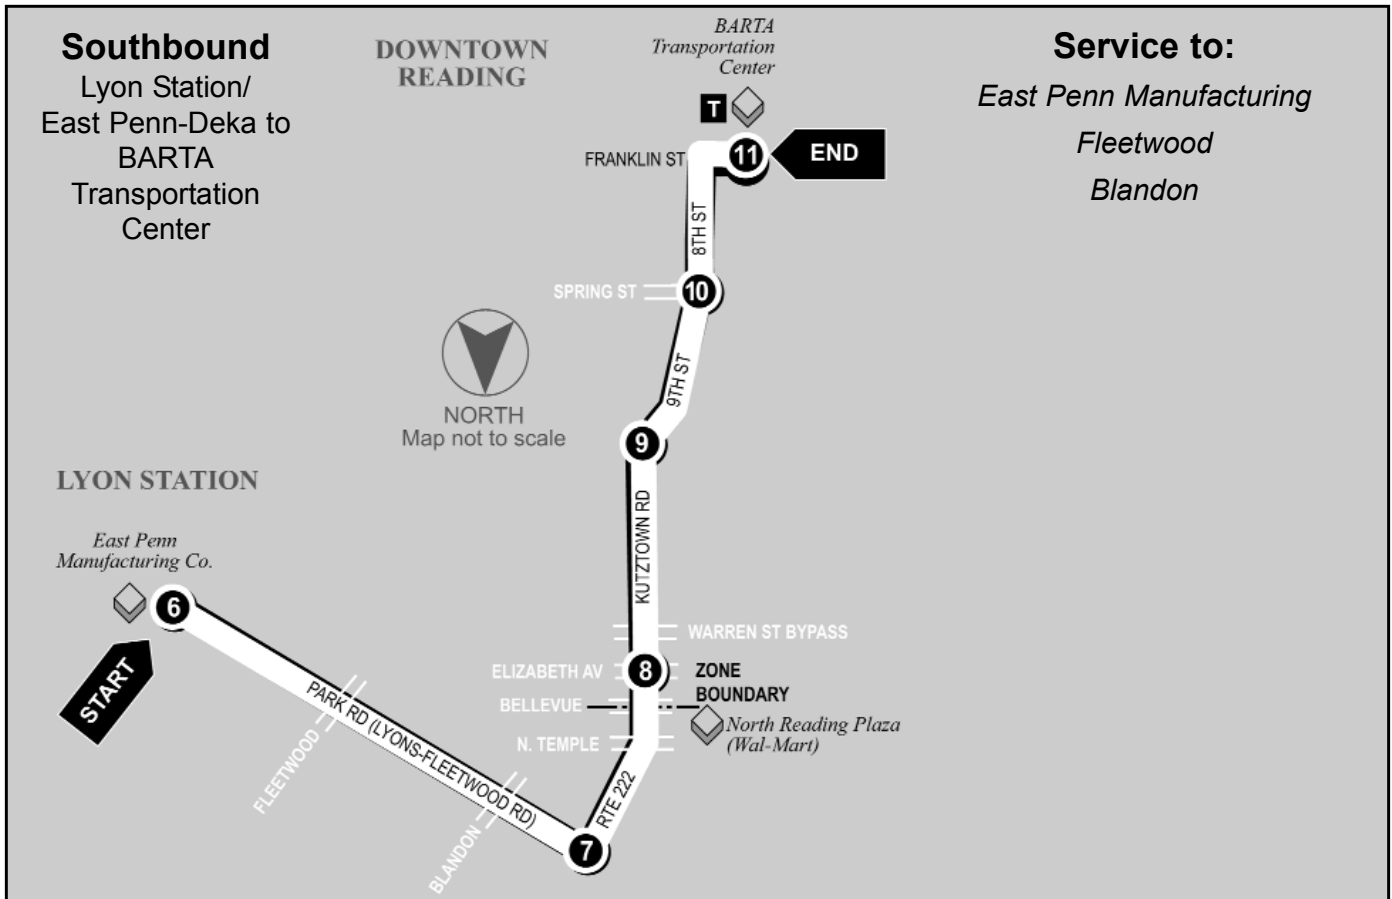 Southbound
Lyon Station/
East Penn-Deka to
BARTA
Transportation
Center
DOWNTOWN
READING
BARTA
Transportation
Center
T
Service to:
East Penn Manufacturing
Fleetwood
Blandon
FRANKLIN ST
11
END
8TH ST
SPRING ST
10
9TH ST
NORTH
Map not to scale
9
LYON STATION
KUTZTOWN RD
East Penn
Manufacturing Co.
6
START
WARREN ST BYPASS
ELIZABETH AV
8
ZONE
BOUNDARY
BELLEVUE
North Reading Plaza
(Wal-Mart)
N. TEMPLE
PARK RD (LYONS-FLEETWOOD RD)
FLEETWOOD
RTE 222
BLANDON
7